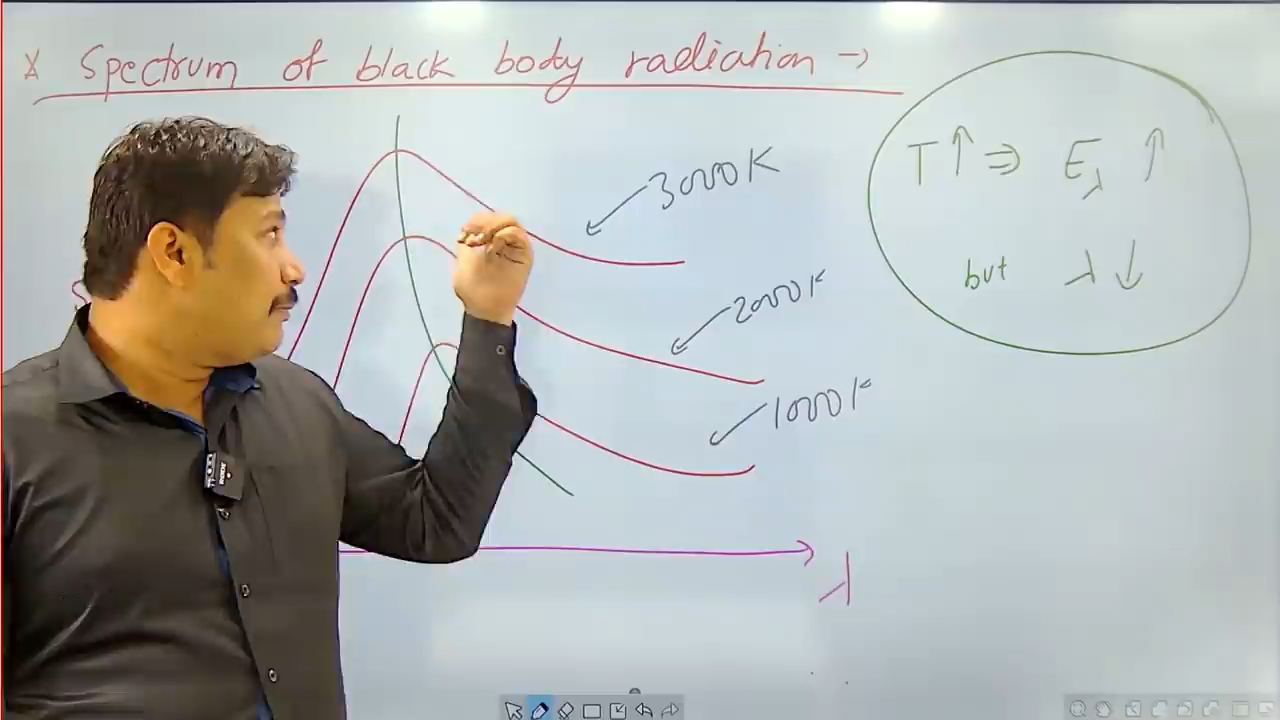 * Spectrum of black body radiation →
3000K
T↑ ⇒ Eλ ↑
but λ↓
2000K
1000K
λ